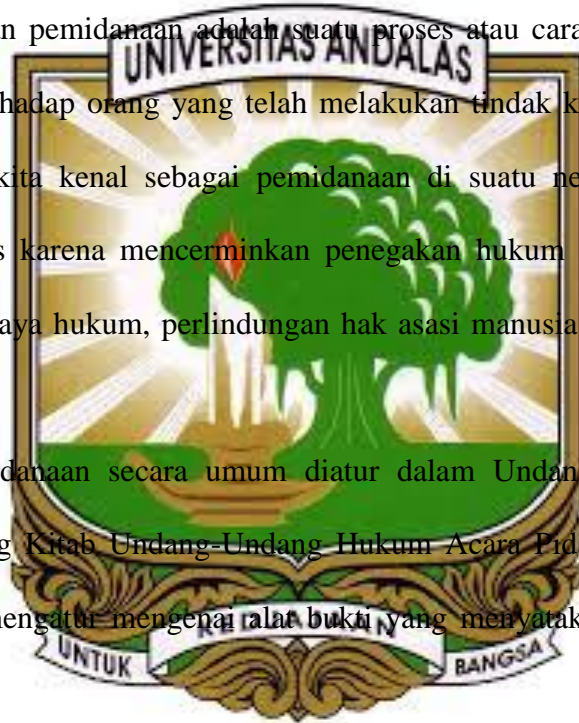 an pemidanaan adalah suatu proses atau cara
UNIVERSITAS ANDALAS
hadap orang yang telah melakukan tindak k
kita kenal sebagai pemidanaan di suatu ne
s karena mencerminkan penegakan hukum
aya hukum, perlindungan hak asasi manusia
danaan secara umum diatur dalam Undan
g Kitab Undang-Undang Hukum Acara Pid
mengatur mengenai alat bukti yang menyatak
UNTUK
BANGSA